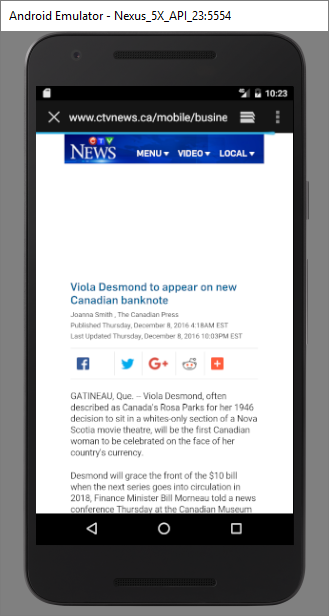 Android Emulator - Nexus_5X_API_23:5554
10:23
www.ctvnews.ca/mobile/busine
CTV
NEWS MENU VIDEO LOCAL
Viola Desmond to appear on new
Canadian banknote
Joanna Smith , The Canadian Press
Published Thursday, December 8, 2016 4:18AM EST
Last Updated Thursday, December 8, 2016 10:03PM EST
f G+ +
GATINEAU, Que. -- Viola Desmond, often
described as Canada's Rosa Parks for her 1946
decision to sit in a whites-only section of a Nova
Scotia movie theatre, will be the first Canadian
woman to be celebrated on the face of her
country's currency.
Desmond will grace the front of the $10 bill
when the next series goes into circulation in
2018, Finance Minister Bill Morneau told a news
conference Thursday at the Canadian Museum